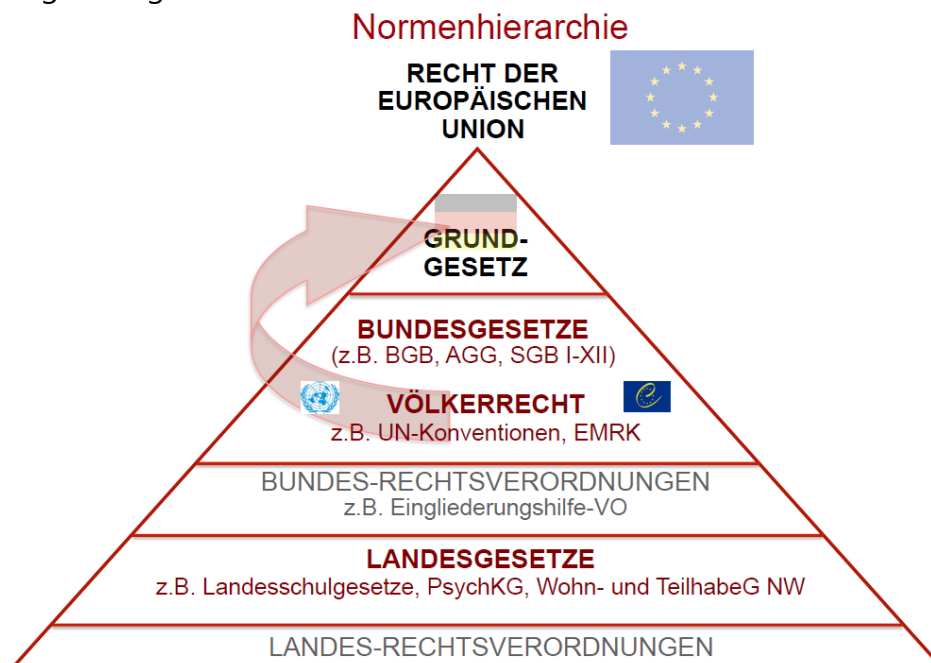 Normenhierarchie
RECHT DER
EUROPÄISCHEN
UNION
GRUND-
GESETZ
BUNDESGESETZE
(z.B. BGB, AGG, SGB I-XII)
VÖLKERRECHT
z.B. UN-Konventionen, EMRK
BUNDES-RECHTSVERORDNUNGEN
z.B. Eingliederungshilfe-VO
LANDESGESETZE
z.B. Landesschulgesetze, PsychKG, Wohn- und TeilhabeG NW
LANDES-RECHTSVERORDNUNGEN